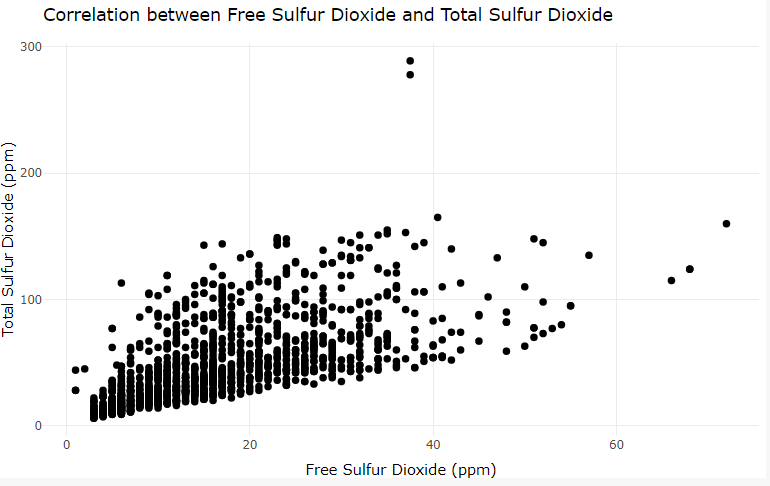 Correlation between Free Sulfur Dioxide and Total Sulfur Dioxide
300
200
100
0
Total Sulfur Dioxide (ppm)
0 20 40 60
Free Sulfur Dioxide (ppm)